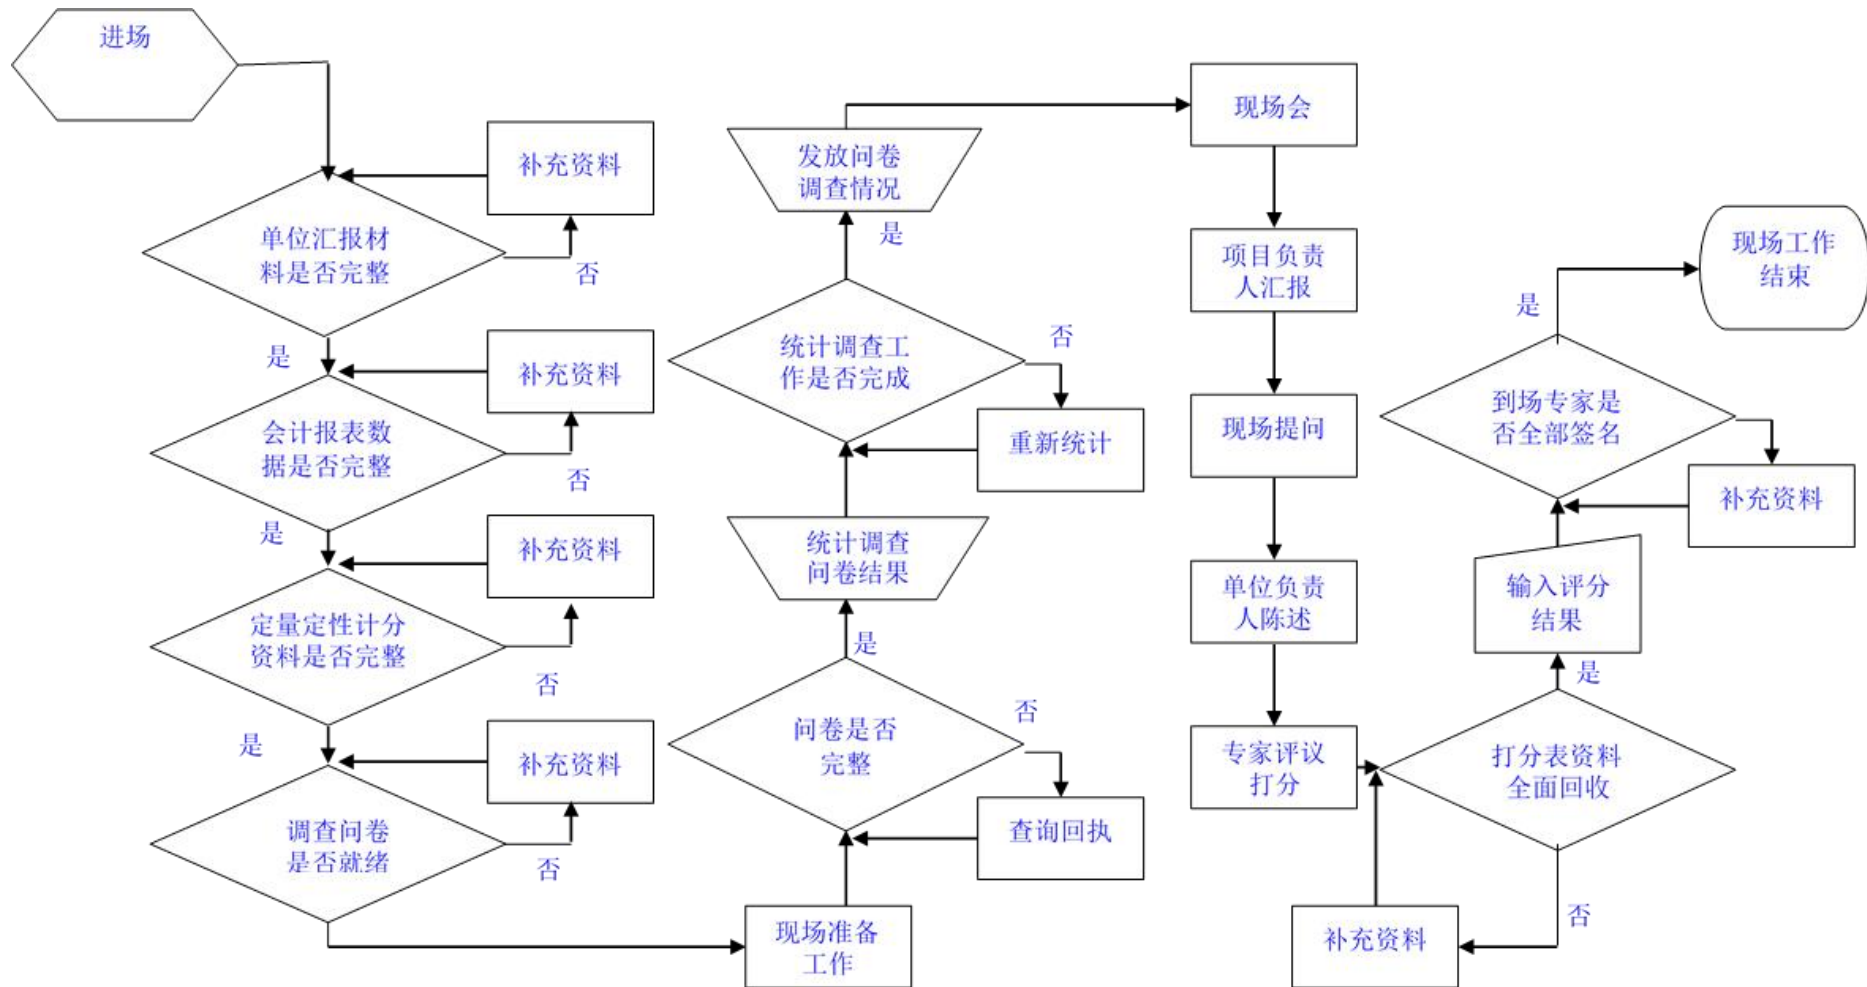 进场
补充资料
单位汇报材
料是否完整
否
是
补充资料
会计报表数
据是否完整
否
是
补充资料
定量定性计分
资料是否完整
否
是
补充资料
调查问卷
是否就绪
否
现场准备
工作
问卷是否
完整
否
查询回执
是
统计调查
问卷结果
统计调查工
作是否完成
否
重新统计
是
发放问卷
调查情况
现场会
项目负责
人汇报
现场提问
单位负责
人陈述
专家评议
打分
打分表资料
全面回收
否
补充资料
是
输入评分
结果
到场专家是
否全部签名
补充资料
是
现场工作
结束